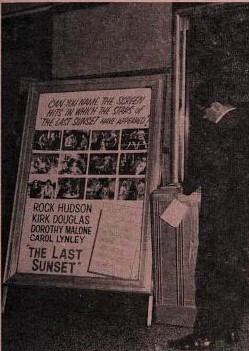 CAN YOU NAME THE SCREEN
HITS IN WHICH THE STARS OF
"THE LAST SUNSET" HAVE APPEARED?
ROCK HUDSON
KIRK DOUGLAS
DOROTHY MALONE
CAROL LYNLEY
"THE LAST
SUNSET"